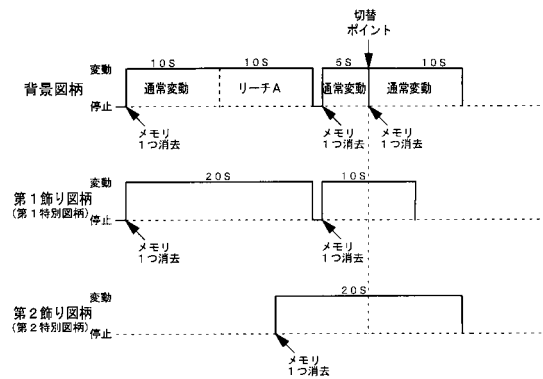 切替
ポイント
背景図柄
変動
停止
10S
10S
5S
10S
通常変動
リーチA
通常変動
通常変動
メモリ
1つ消去
メモリ
1つ消去
メモリ
1つ消去
第1飾り図柄
(第1特別図柄)
変動
停止
20S
10S
メモリ
1つ消去
メモリ
1つ消去
第2飾り図柄
(第2特別図柄)
変動
停止
20S
メモリ
1つ消去